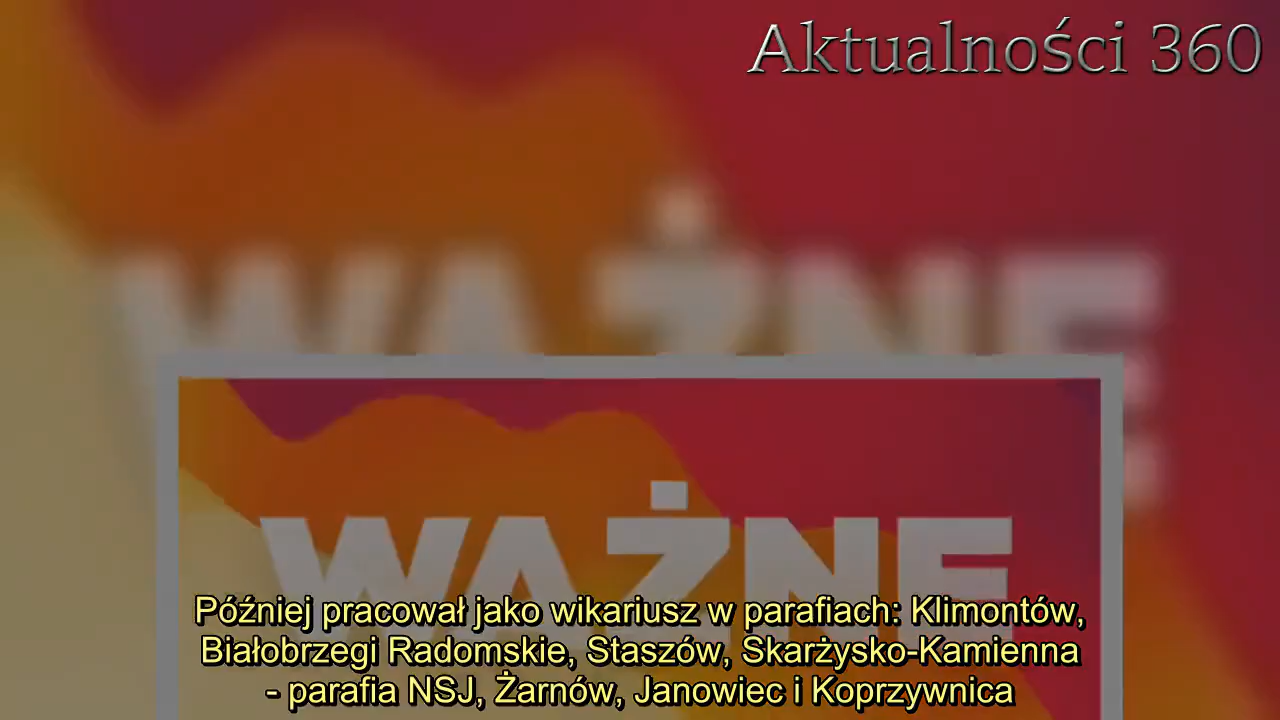 Aktualności 360
WAŻNE
WAŻNE
Później pracował jako wikariusz w parafiach: Klimontów,
Białobrzegi Radomskie, Staszów, Skarżysko-Kamienna
- parafia NSJ, Żarnów, Janowiec i Koprzywnica